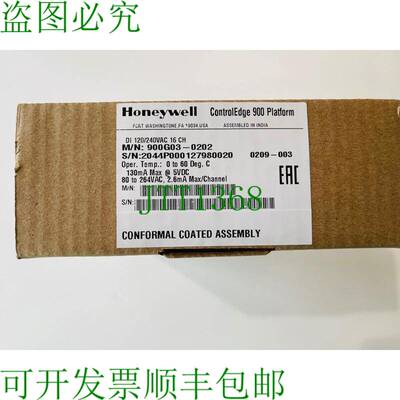 盗图必究
Honeywell
ControlEdge 900 Platform
FORT WASHINGTON,PA 19034,USA
ASSEMBLED IN INDIA
DI 120/240VAC 16 CH
M/N: 900G03-0202
S/N:2044P000127980020
0209-003
Oper. Temp.: 0 to 60 Deg. C
130mA Max @ 5VDC
80 to 264VAC, 2.6mA Max/Channel
EAC
M/N:
JTT1368
S/N:
CONFORMAL COATED ASSEMBLY
可开发票顺丰包邮